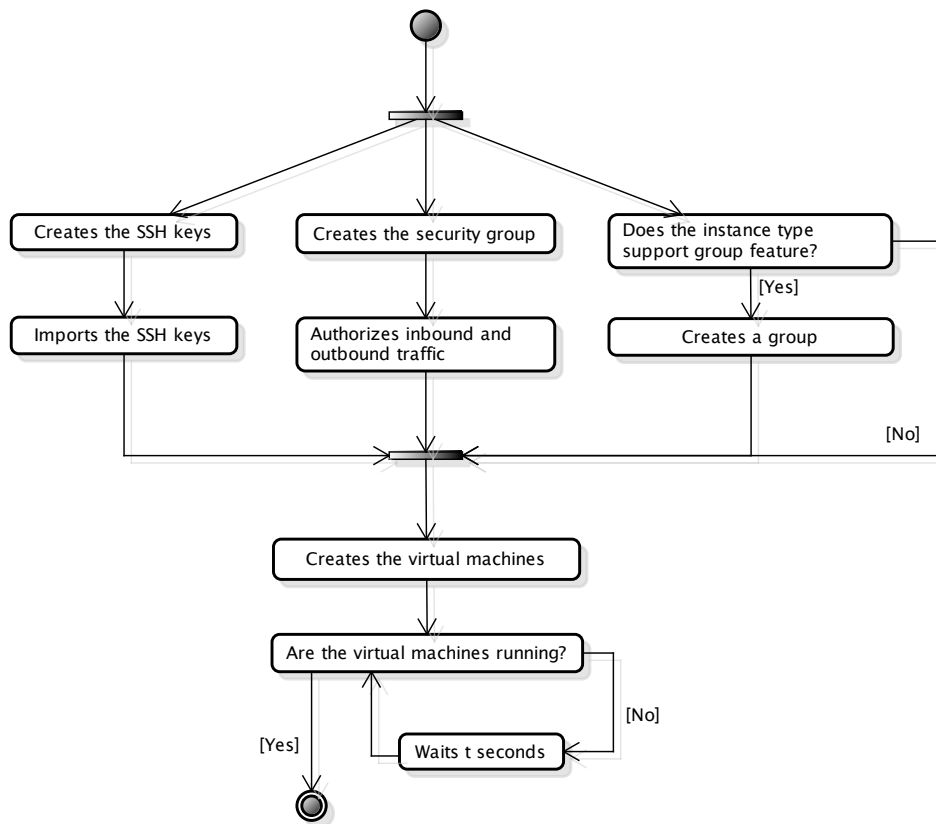 Creates the SSH keys
Creates the security group
Does the instance type
support group feature?
[Yes]
Imports the SSH keys
Authorizes inbound and
outbound traffic
Creates a group
[No]
Creates the virtual machines
Are the virtual machines running?
[No]
[Yes]
Waits t seconds